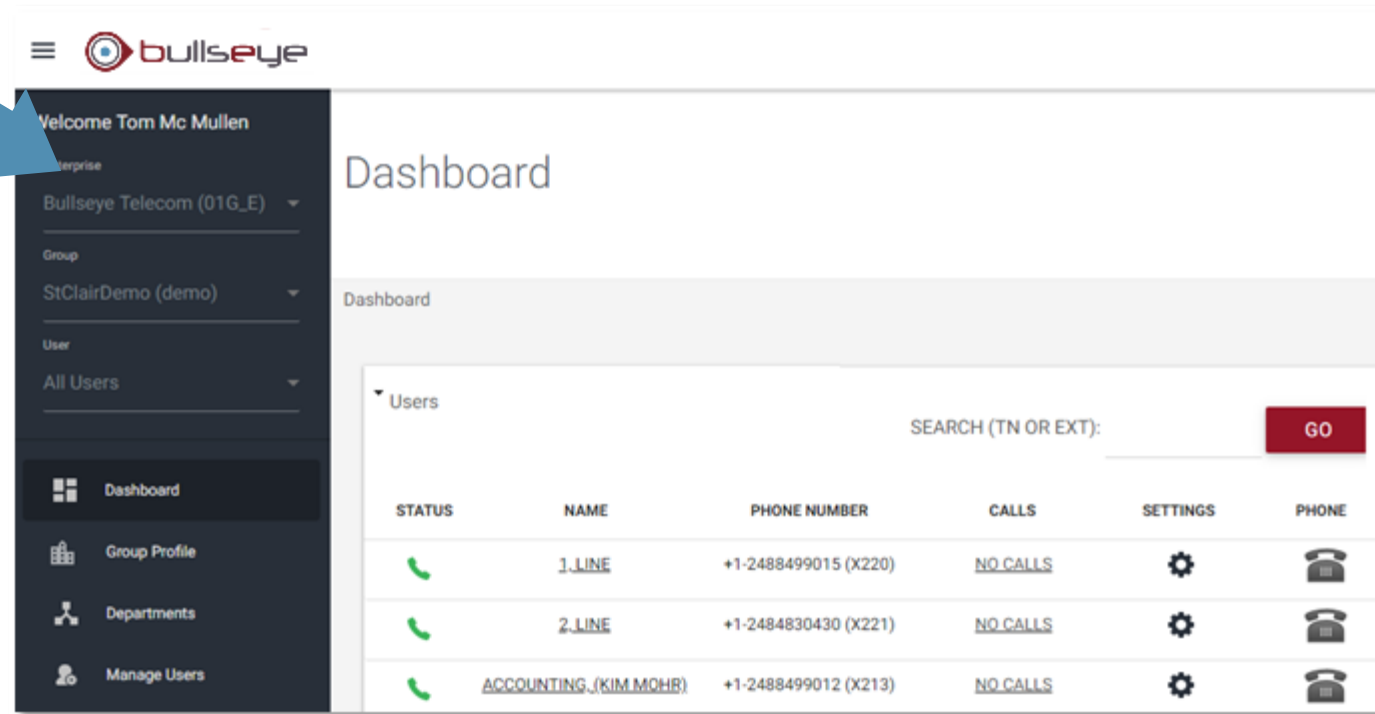 bullseye
Welcome Tom Mc Mullen
Enterprise
Bullseye Telecom (01G_E)
Group
StClairDemo (demo)
User
All Users
Dashboard
Group Profile
Departments
Manage Users
Dashboard
Dashboard
Users
SEARCH (TN OR EXT):
GO
STATUS NAME PHONE NUMBER CALLS SETTINGS PHONE
1, LINE +1-2488499015 (X220) NO CALLS
2, LINE +1-2484830430 (X221) NO CALLS
ACCOUNTING, (KIM MOHR) +1-2488499012 (X213) NO CALLS